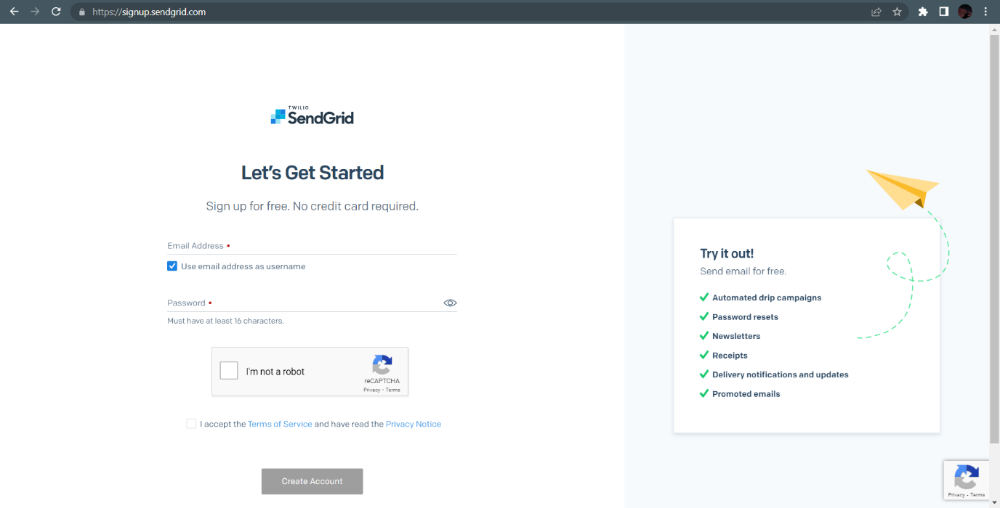 https://signup.sendgrid.com
TWILIO
SendGrid
Let's Get Started
Sign up for free. No credit card required.
Email Address •
Use email address as username
Password •
Must have at least 16 characters.
I'm not a robot
reCAPTCHA
Privacy - Terms
I accept the Terms of Service and have read the Privacy Notice
Create Account
Try it out!
Send email for free.
Automated drip campaigns
Password resets
Newsletters
Receipts
Delivery notifications and updates
Promoted emails
Privacy - Terms